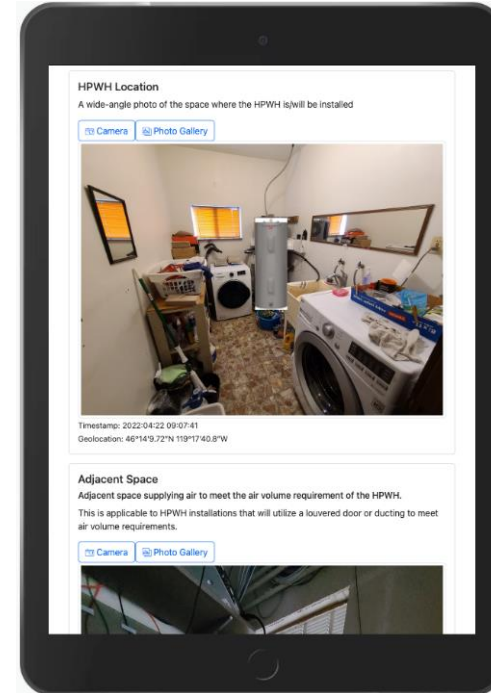 HPWH Location
A wide-angle photo of the space where the HPWH is/will be installed
Camera
Photo Gallery
Timestamp: 2022:04:22 09:07:41
Geolocation: 46°14'9.72"N 119°17'40.8"W
Adjacent Space
Adjacent space supplying air to meet the air volume requirement of the HPWH.
This is applicable to HPWH installations that will utilize a louvered door or ducting to meet
air volume requirements.
Camera
Photo Gallery